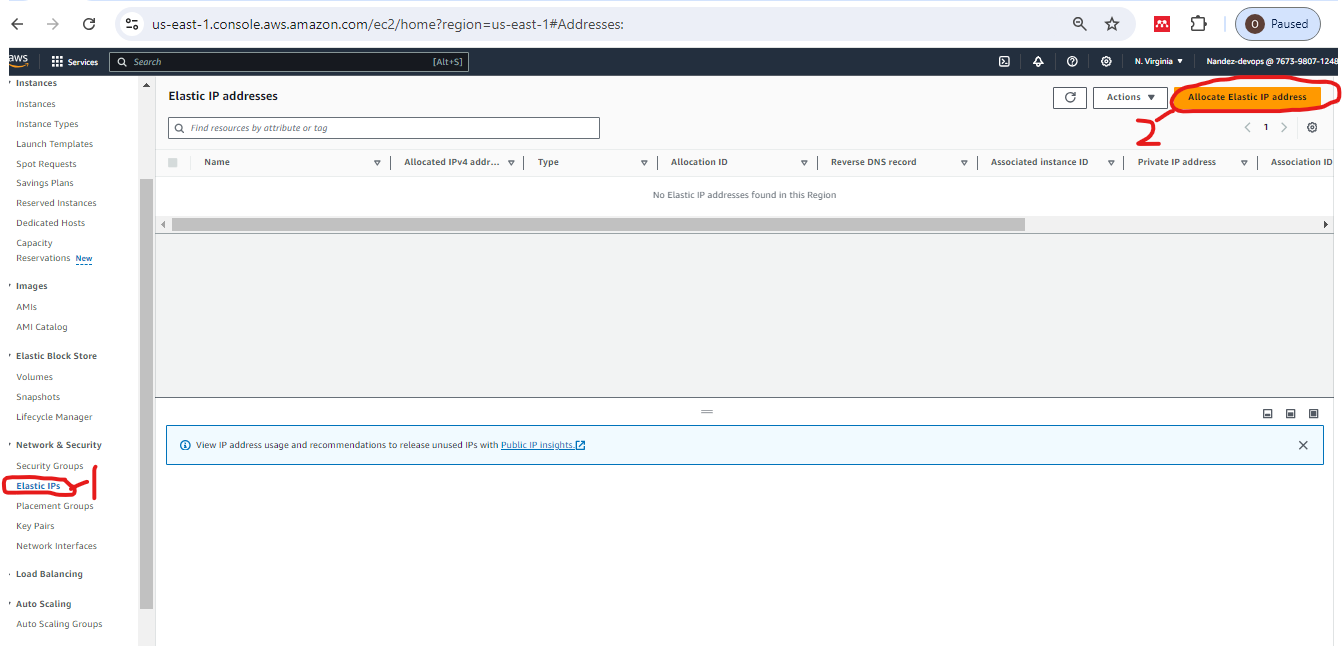 us-east-1.console.aws.amazon.com/ec2/home?region=us-east-1#Addresses:
O Paused
aws
Services
Search [Alt+S]
N. Virginia
Nandez-devops @ 7673-9807-1248
Instances
Instances
Instance Types
Launch Templates
Spot Requests
Savings Plans
Reserved Instances
Dedicated Hosts
Capacity
Reservations New
Images
AMIs
AMI Catalog
Elastic Block Store
Volumes
Snapshots
Lifecycle Manager
Network & Security
Security Groups
Elastic IPs
1
Placement Groups
Key Pairs
Network Interfaces
Load Balancing
Auto Scaling
Auto Scaling Groups
Elastic IP addresses
Actions
Allocate Elastic IP address
2
Find resources by attribute or tag
1
Name
Allocated IPv4 addr...
Type
Allocation ID
Reverse DNS record
Associated instance ID
Private IP address
Association ID
No Elastic IP addresses found in this Region
View IP address usage and recommendations to release unused IPs with Public IP insights.